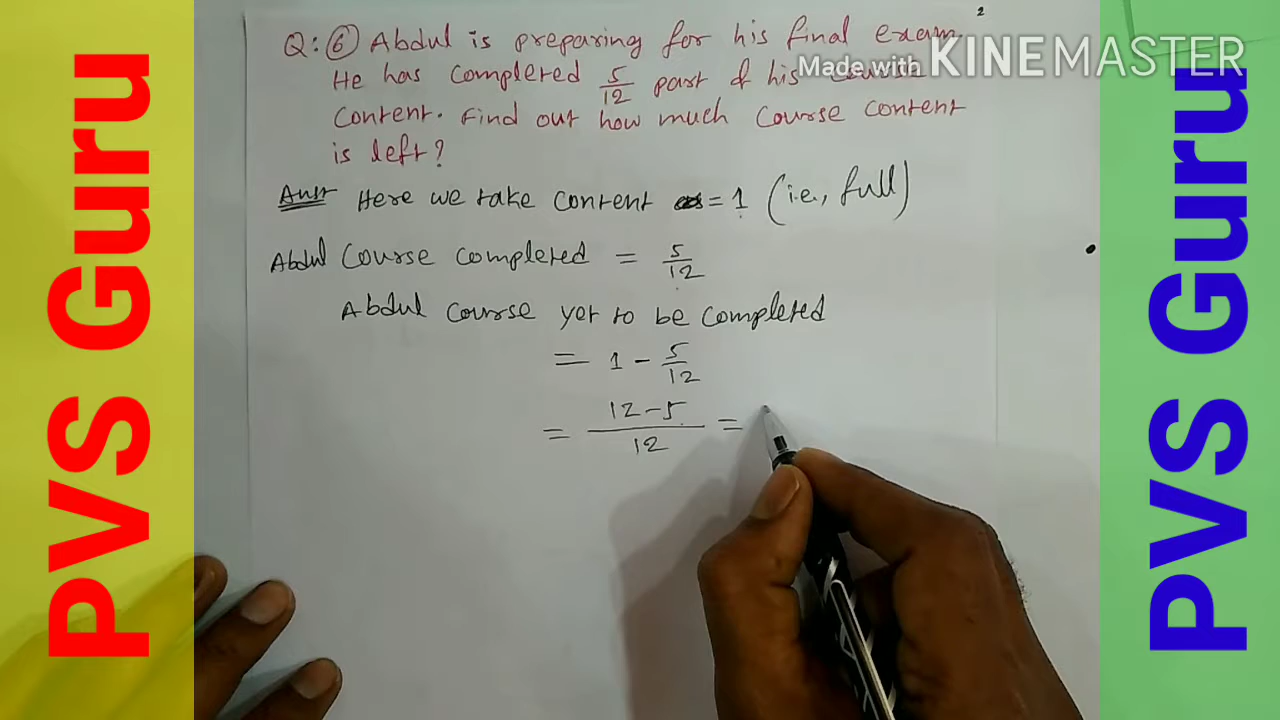 2
Q: 6 Abdul is preparing for his final exam.
Made with KINEMASTER
He has completed 5/12 part of his course
content. Find out how much course content
is left?
Ans Here we take content = 1 (i.e., full)
Abdul Course completed = 5/12
Abdul course yet to be completed
= 1 - 5/12
= 12-5/12 =
PVS Guru
PVS Guru